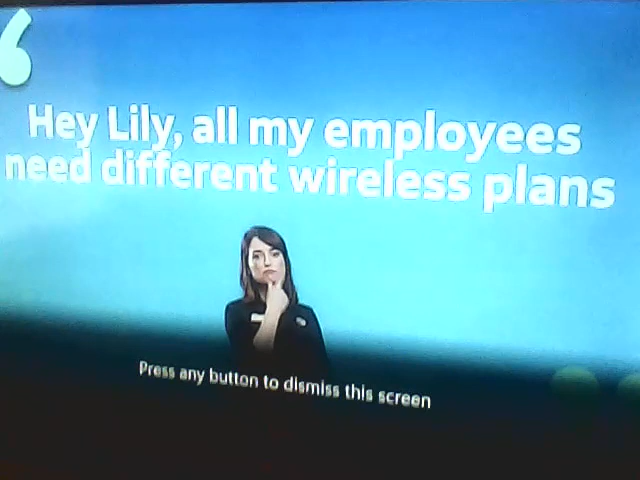 Hey Lily, all my employees
need different wireless plans
Press any button to dismiss this screen